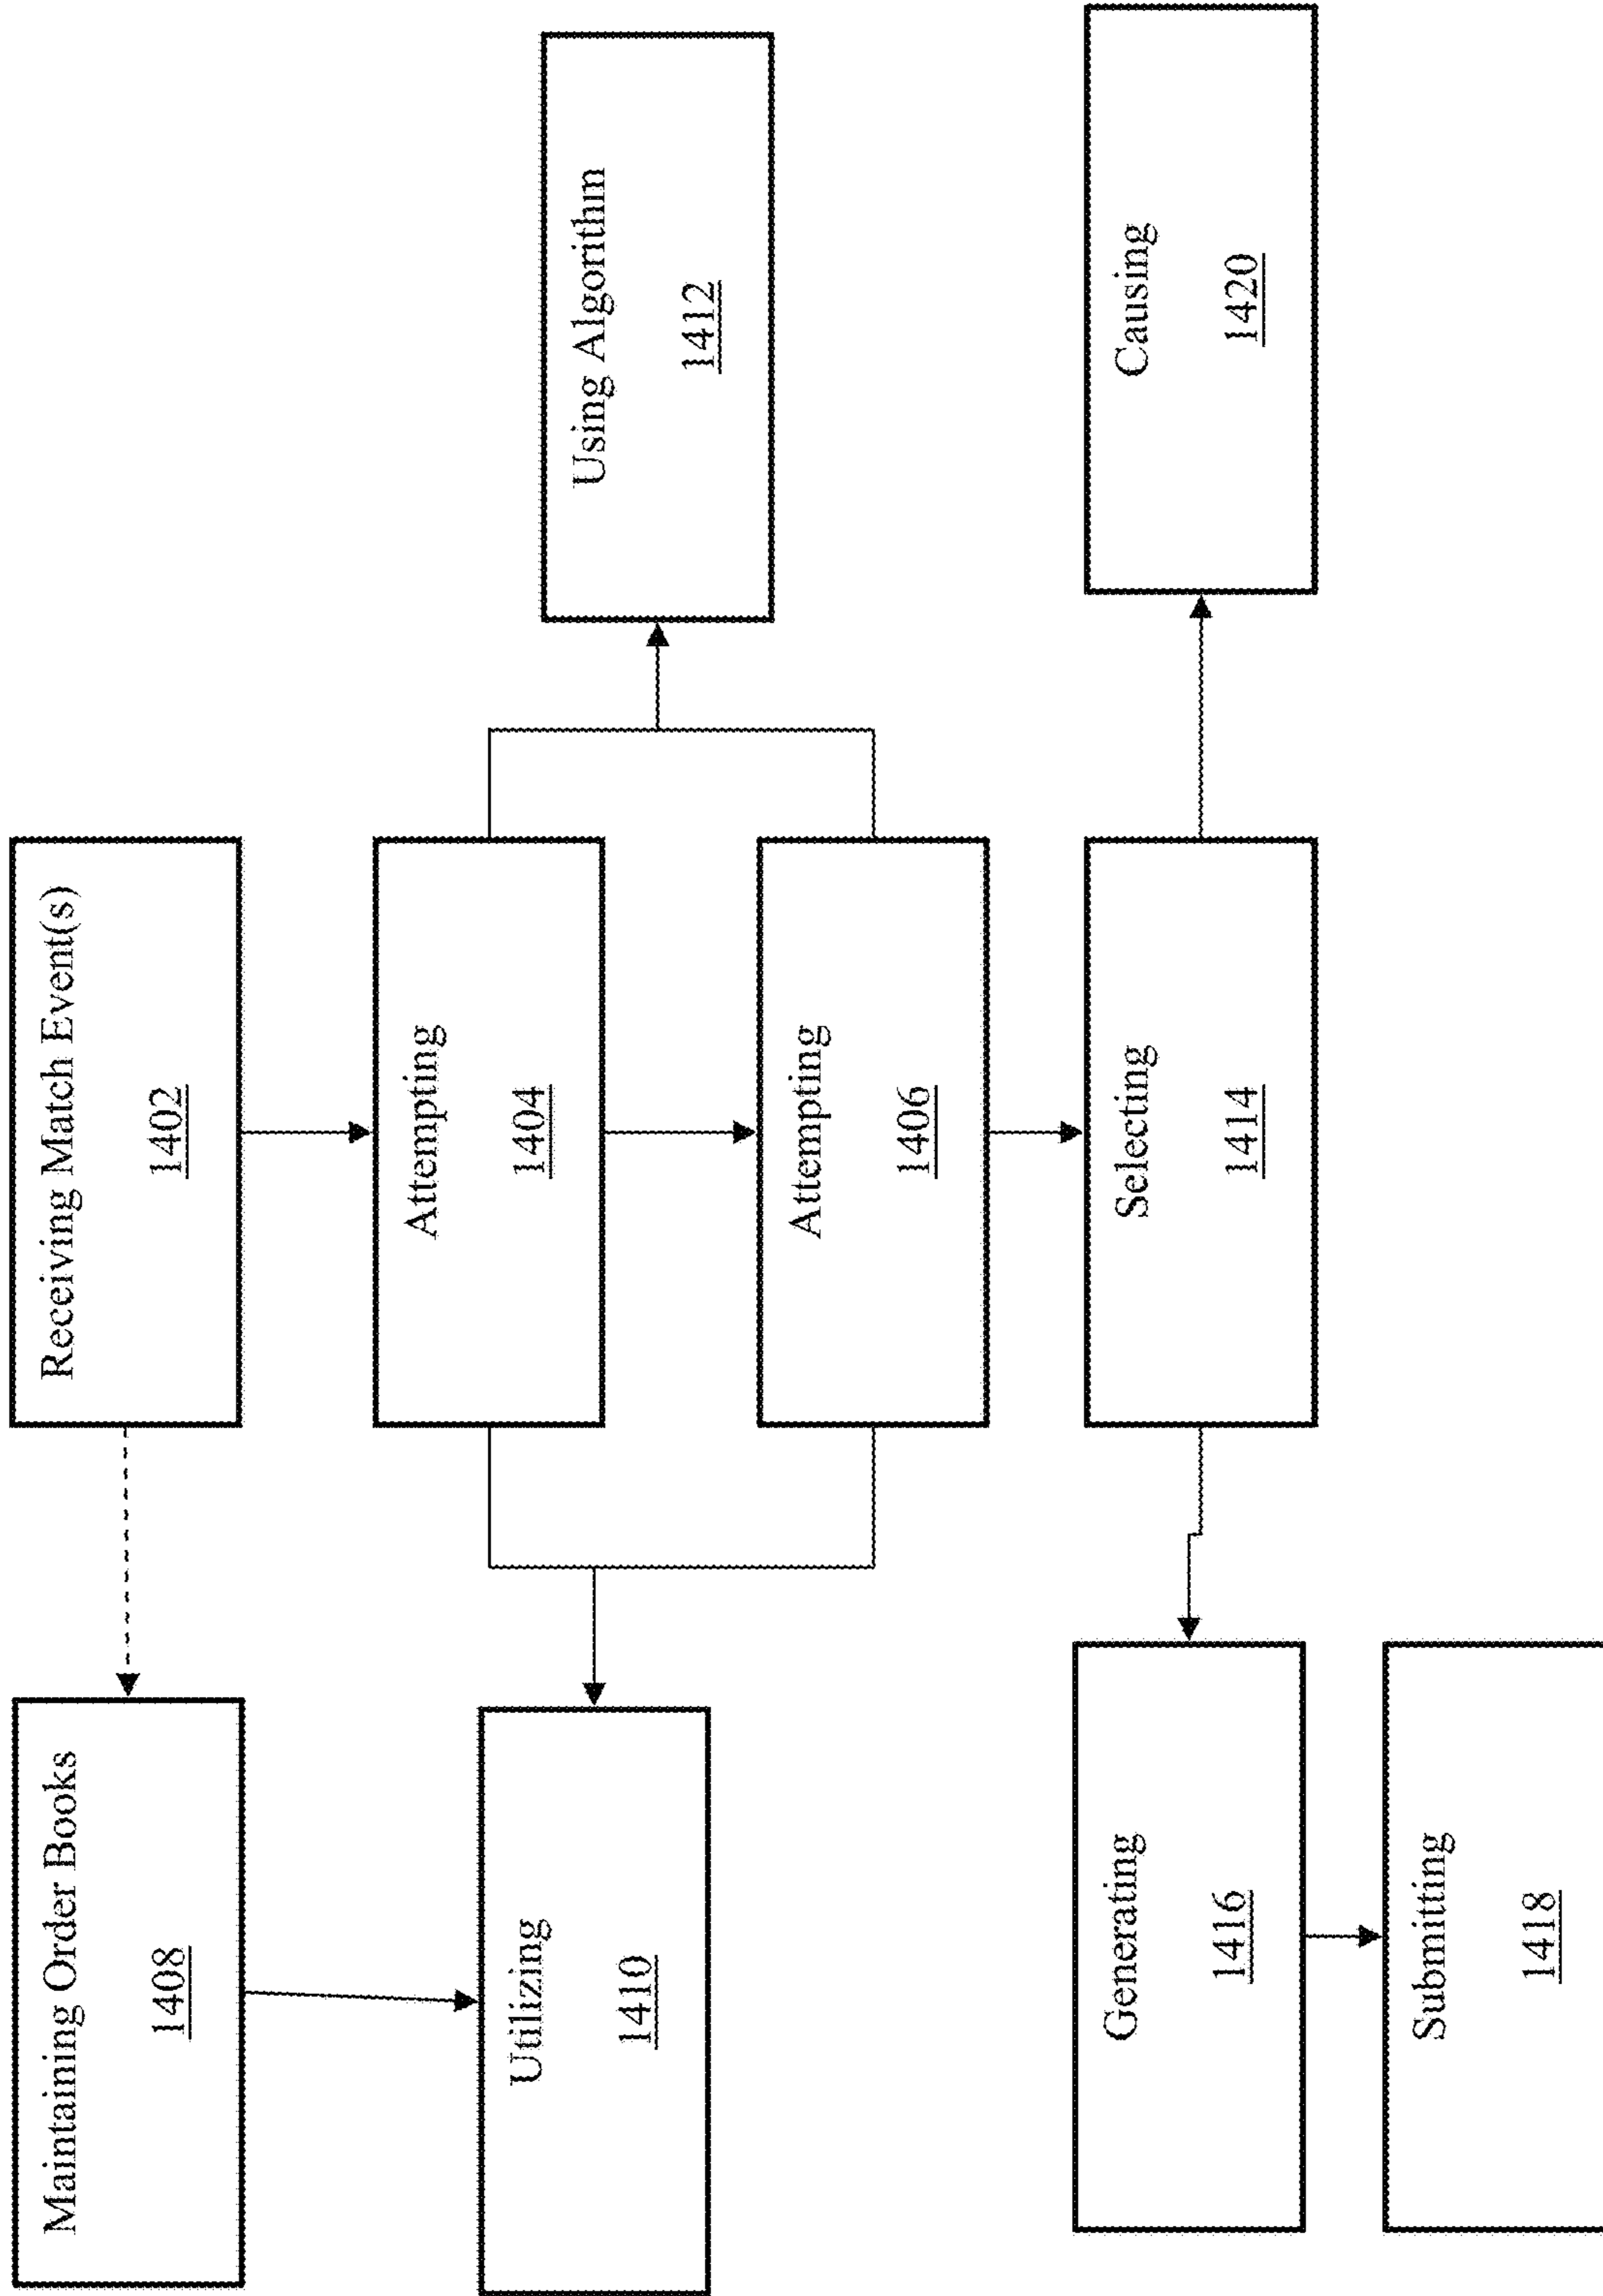 Maintaining Order Books
1408
Receiving Match Event(s)
1402
Utilizing
1410
Attempting
1404
Using Algorithm
1412
Attempting
1406
Generating
1416
Selecting
1414
Causing
1420
Submitting
1418